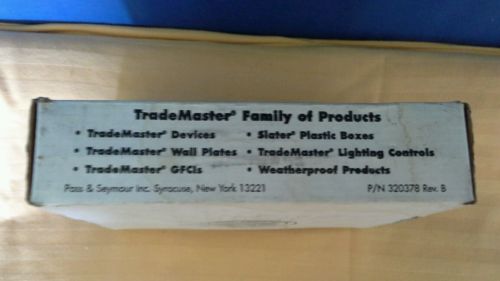 TradeMaster® Family of Products
• TradeMaster® Devices • Slater® Plastic Boxes
• TradeMaster® Wall Plates • TradeMaster® Lighting Controls
• TradeMaster® GFCIs • Weatherproof Products
Pass & Seymour Inc. Syracuse, New York 13221 P/N 320378 Rev. B